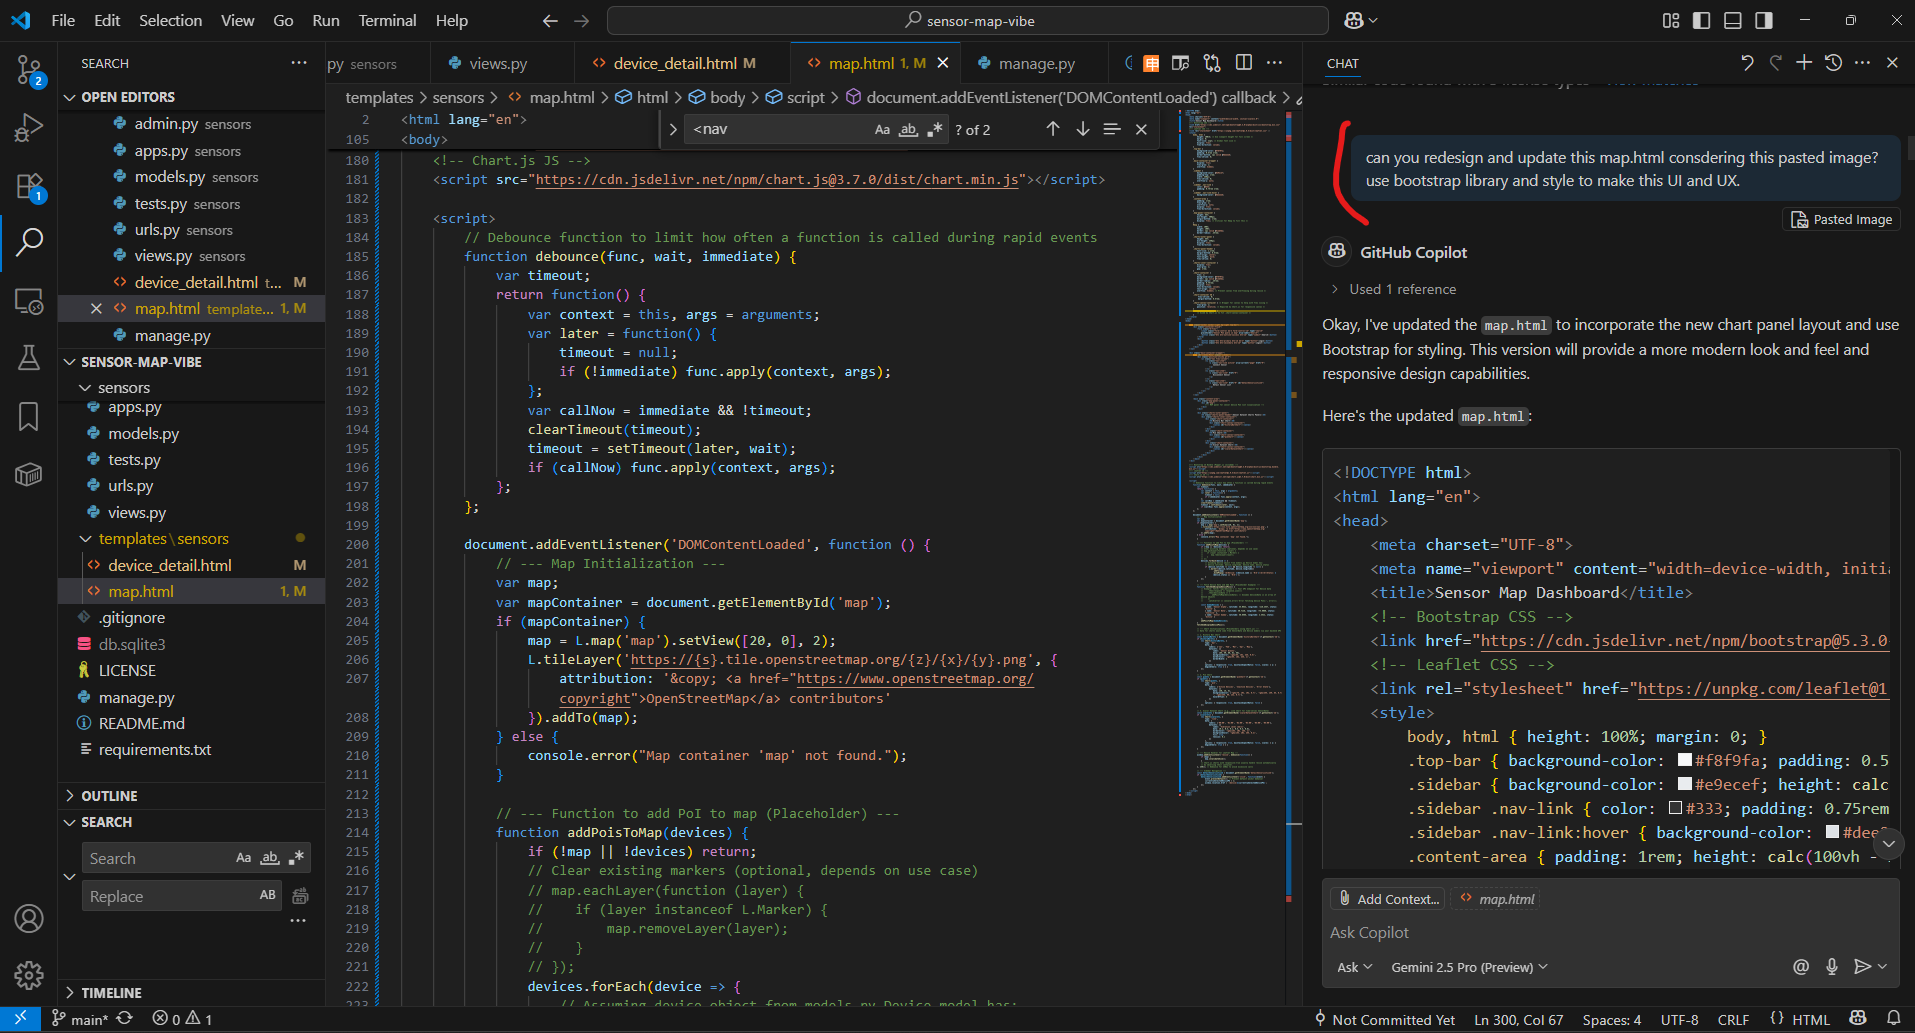 File Edit Selection View Go Run Terminal Help
sensor-map-vibe
SEARCH
OPEN EDITORS
admin.py sensors
apps.py sensors
models.py sensors
tests.py sensors
urls.py sensors
views.py sensors
device_detail.html t... M
map.html template... 1, M
manage.py
SENSOR-MAP-VIBE
sensors
apps.py
models.py
tests.py
urls.py
views.py
templates\sensors
device_detail.html M
map.html 1, M
.gitignore
db.sqlite3
LICENSE
manage.py
README.md
requirements.txt
OUTLINE
SEARCH
Search Aa ab
Replace AB
TIMELINE
2
1
py sensors
views.py
device_detail.html M
map.html 1, M
manage.py
templates > sensors > map.html > html > body > script > document.addEventListener('DOMContentLoaded') callback >
<nav Aa ab ? of 2
2 <html lang="en">
105 <body>
180 <!-- Chart.js JS -->
181 <script src="https://cdn.jsdelivr.net/npm/chart.js@3.7.0/dist/chart.min.js"></script>
182
183 <script>
184 // Debounce function to limit how often a function is called during rapid events
185 function debounce(func, wait, immediate) {
186 var timeout;
187 return function() {
188 var context = this, args = arguments;
189 var later = function() {
190 timeout = null;
191 if (!immediate) func.apply(context, args);
192 };
193 var callNow = immediate && !timeout;
194 clearTimeout(timeout);
195 timeout = setTimeout(later, wait);
196 if (callNow) func.apply(context, args);
197 };
198 };
199
200 document.addEventListener('DOMContentLoaded', function () {
201 // --- Map Initialization ---
202 var map;
203 var mapContainer = document.getElementById('map');
204 if (mapContainer) {
205 map = L.map('map').setView([20, 0], 2);
206 L.tileLayer('https://{s}.tile.openstreetmap.org/{z}/{x}/{y}.png', {
207 attribution: '&copy; <a href="https://www.openstreetmap.org/
copyright">OpenStreetMap</a> contributors'
208 }).addTo(map);
209 } else {
210 console.error("Map container 'map' not found.");
211 }
212
213 // --- Function to add PoI to map (Placeholder) ---
214 function addPoisToMap(devices) {
215 if (!map || !devices) return;
216 // Clear existing markers (optional, depends on use case)
217 // map.eachLayer(function (layer) {
218 // if (layer instanceof L.Marker) {
219 // map.removeLayer(layer);
220 // }
221 // });
222 devices.forEach(device => {
223 // Assuming device object from models.py Device model has:
CHAT
can you redesign and update this map.html consdering this pasted image?
use bootstrap library and style to make this UI and UX.
Pasted Image
GitHub Copilot
Used 1 reference
Okay, I've updated the map.html to incorporate the new chart panel layout and use
Bootstrap for styling. This version will provide a more modern look and feel and
responsive design capabilities.
Here's the updated map.html:
<!DOCTYPE html>
<html lang="en">
<head>
<meta charset="UTF-8">
<meta name="viewport" content="width=device-width, initia
<title>Sensor Map Dashboard</title>
<!-- Bootstrap CSS -->
<link href="https://cdn.jsdelivr.net/npm/bootstrap@5.3.0
<!-- Leaflet CSS -->
<link rel="stylesheet" href="https://unpkg.com/leaflet@1
<style>
body, html { height: 100%; margin: 0; }
.top-bar { background-color: #f8f9fa; padding: 0.5
.sidebar { background-color: #e9ecef; height: calc
.sidebar .nav-link { color: #333; padding: 0.75rem
.sidebar .nav-link:hover { background-color: #dee
.content-area { padding: 1rem; height: calc(100vh -
Add Context... map.html
Ask Copilot
Ask Gemini 2.5 Pro (Preview)
main* 0 1
Not Committed Yet Ln 300, Col 67 Spaces: 4 UTF-8 CRLF {} HTML